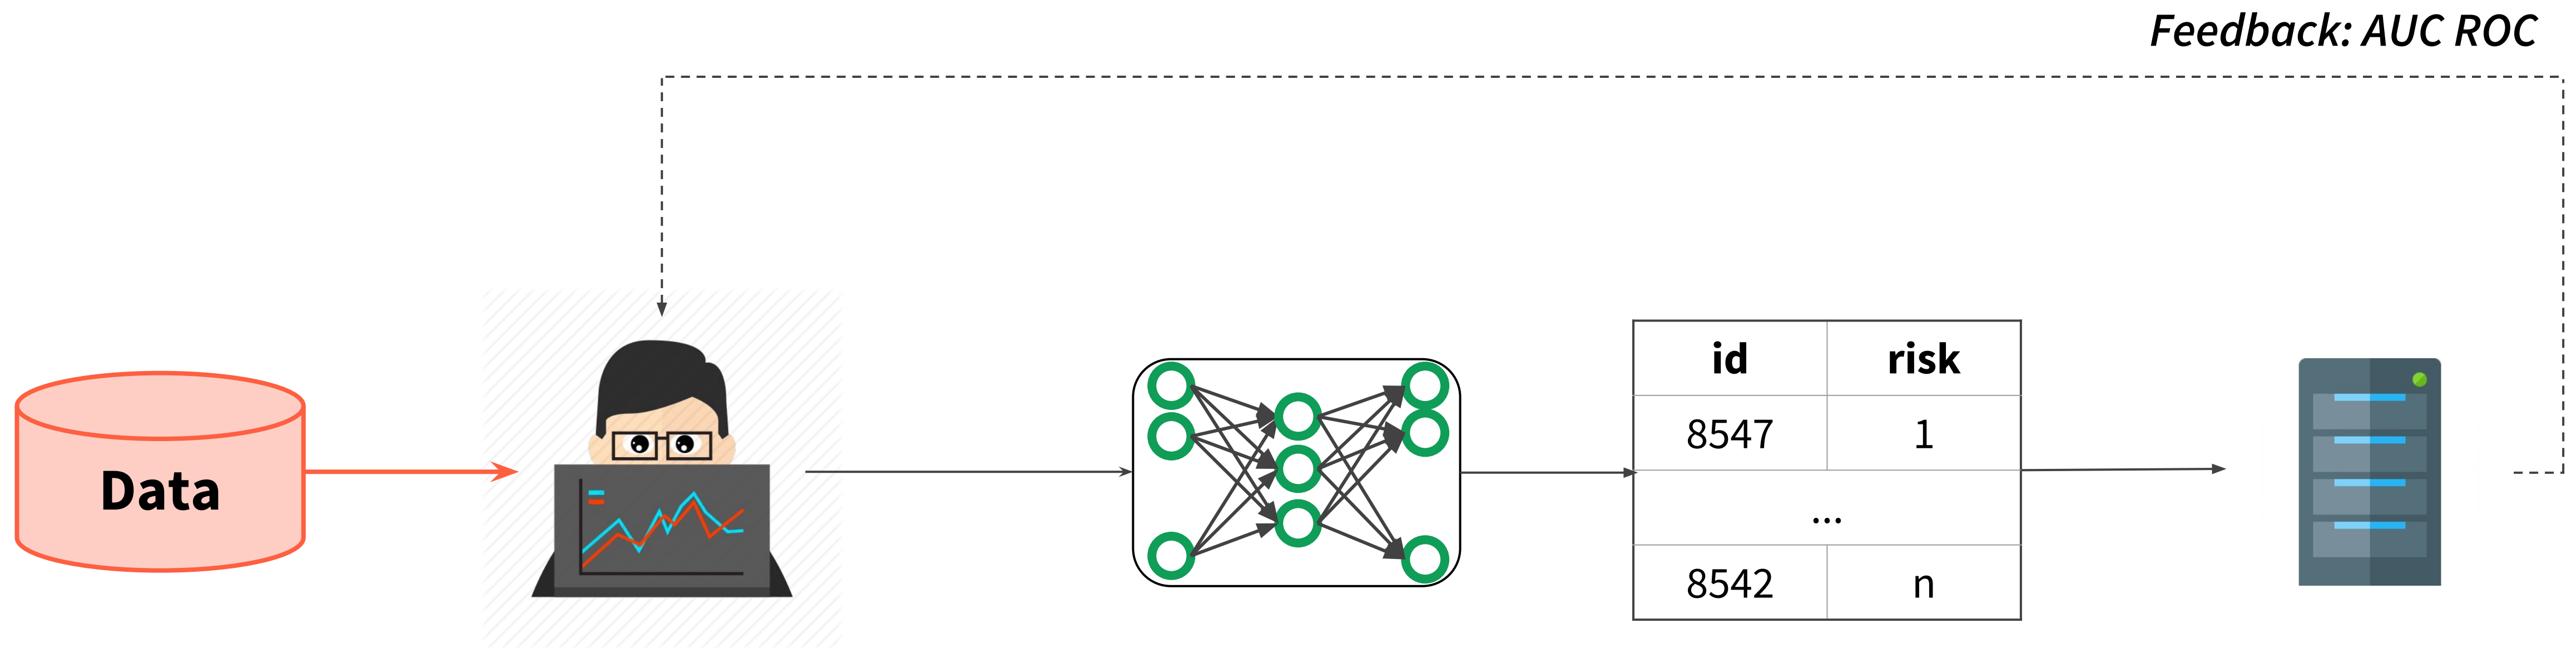 Feedback: AUC ROC
Data
id risk
8547 1
...
8542 n